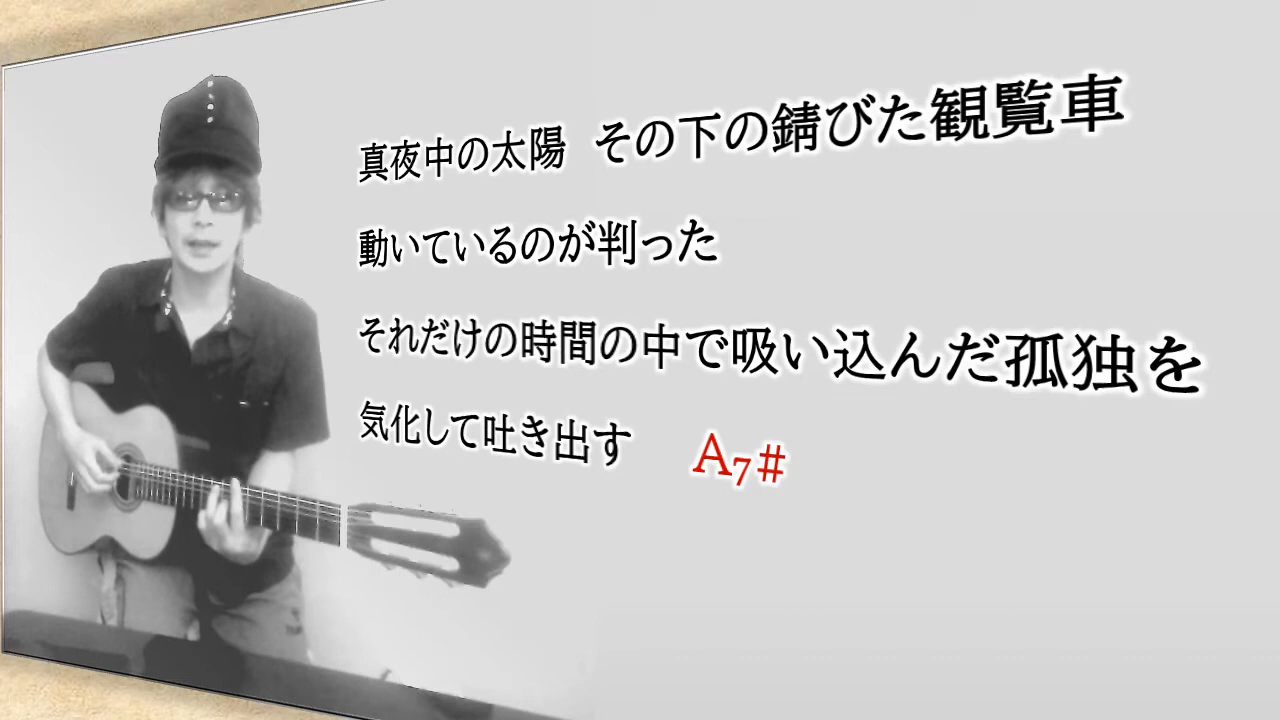 真夜中の太陽 その下の錆びた観覧車
動いているのが判った
それだけの時間の中で吸い込んだ孤独を
気化して吐き出す A7#